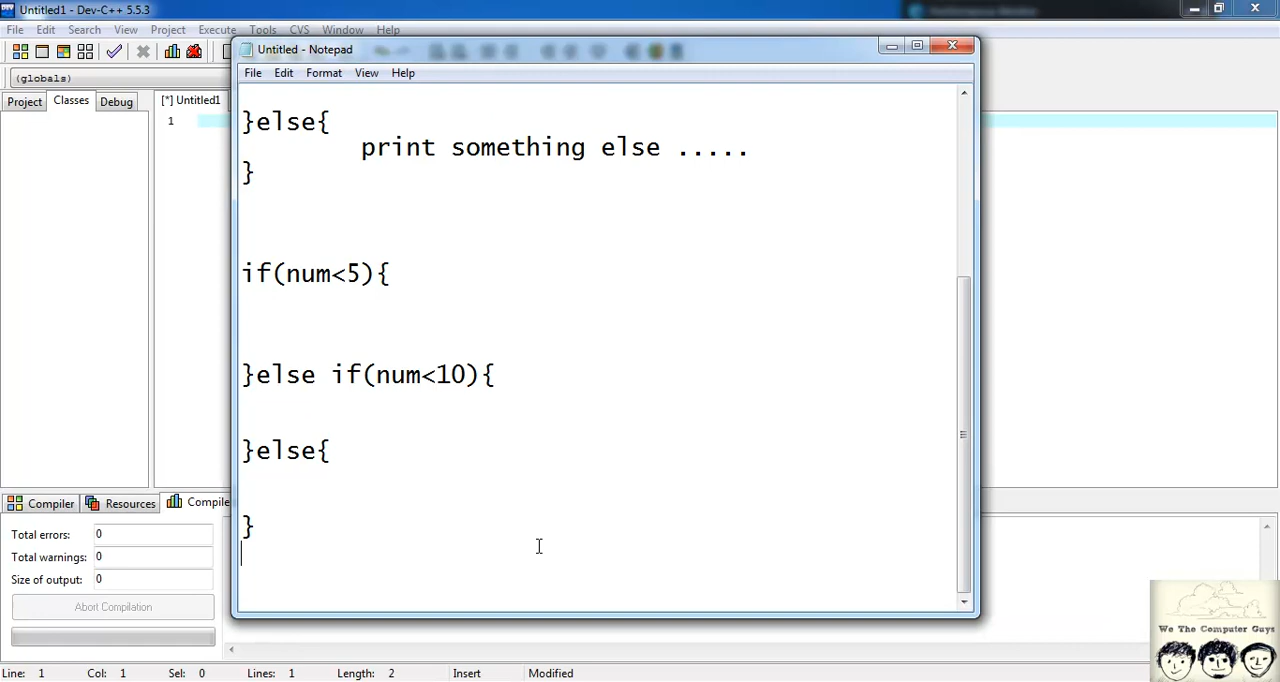 Untitled1 - Dev-C++ 5.5.3
File Edit Search View Project Execute Tools CVS Window Help
(globals)
Project Classes Debug
[*] Untitled1
1
Untitled - Notepad
File Edit Format View Help
}else{
print something else .....
}
if(num<5){
}else if(num<10){
}else{
}
Compiler Resources Compile
Total errors: 0
Total warnings: 0
Size of output: 0
Abort Compilation
We The Computer Guys
Line: 1 Col: 1 Sel: 0 Lines: 1 Length: 2 Insert Modified